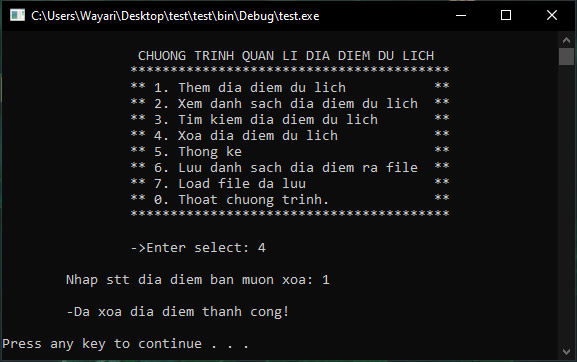 C:\Users\Wayari\Desktop\test\test\bin\Debug\test.exe
CHUONG TRINH QUAN LI DIA DIEM DU LICH
****************************************
** 1. Them dia diem du lich           **
** 2. Xem danh sach dia diem du lich  **
** 3. Tim kiem dia diem du lich       **
** 4. Xoa dia diem du lich            **
** 5. Thong ke                        **
** 6. Luu danh sach dia diem ra file  **
** 7. Load file da luu                **
** 0. Thoat chuong trinh.             **
****************************************
->Enter select: 4
Nhap stt dia diem ban muon xoa: 1
-Da xoa dia diem thanh cong!
Press any key to continue . . .